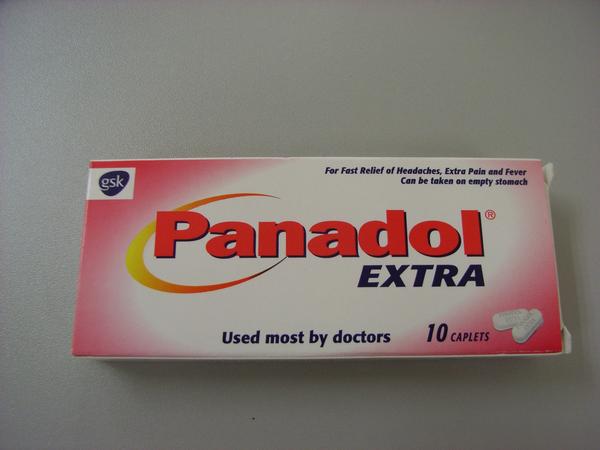 gsk
For Fast Relief of Headaches, Extra Pain and Fever
Can be taken on empty stomach
Panadol®
EXTRA
Used most by doctors
10 CAPLETS